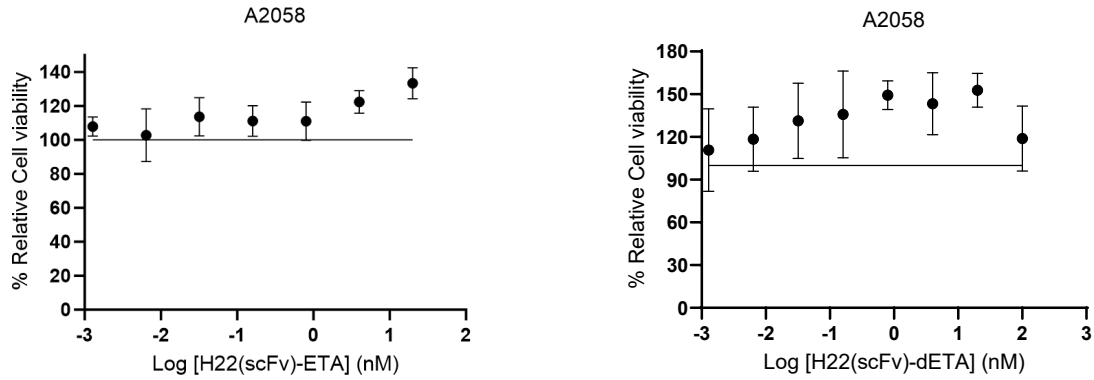 A2058
% Relative Cell viability
140
120
100
80
60
40
20
0
-3 -2 -1 0 1 2
Log [H22(scFv)-ETA] (nM)
A2058
% Relative Cell viability
180
150
120
90
60
30
0
-3 -2 -1 0 1 2 3
Log [H22(scFv)-dETA] (nM)